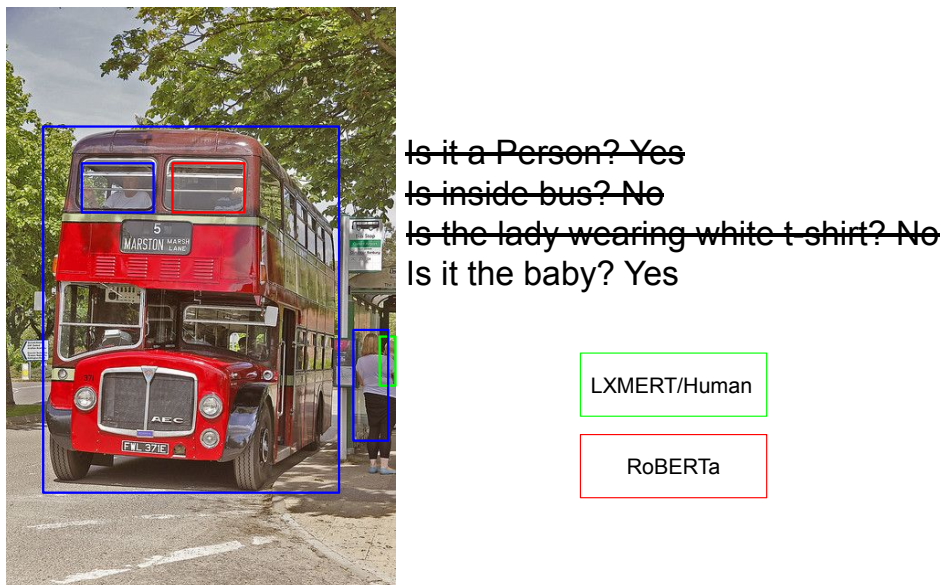 5
MARSTON MARSH LANE
AEC
FWL 371E
Is it a Person? Yes
Is inside bus? No
Is the lady wearing white t-shirt? No
Is it the baby? Yes
LXMERT/Human
RoBERTa